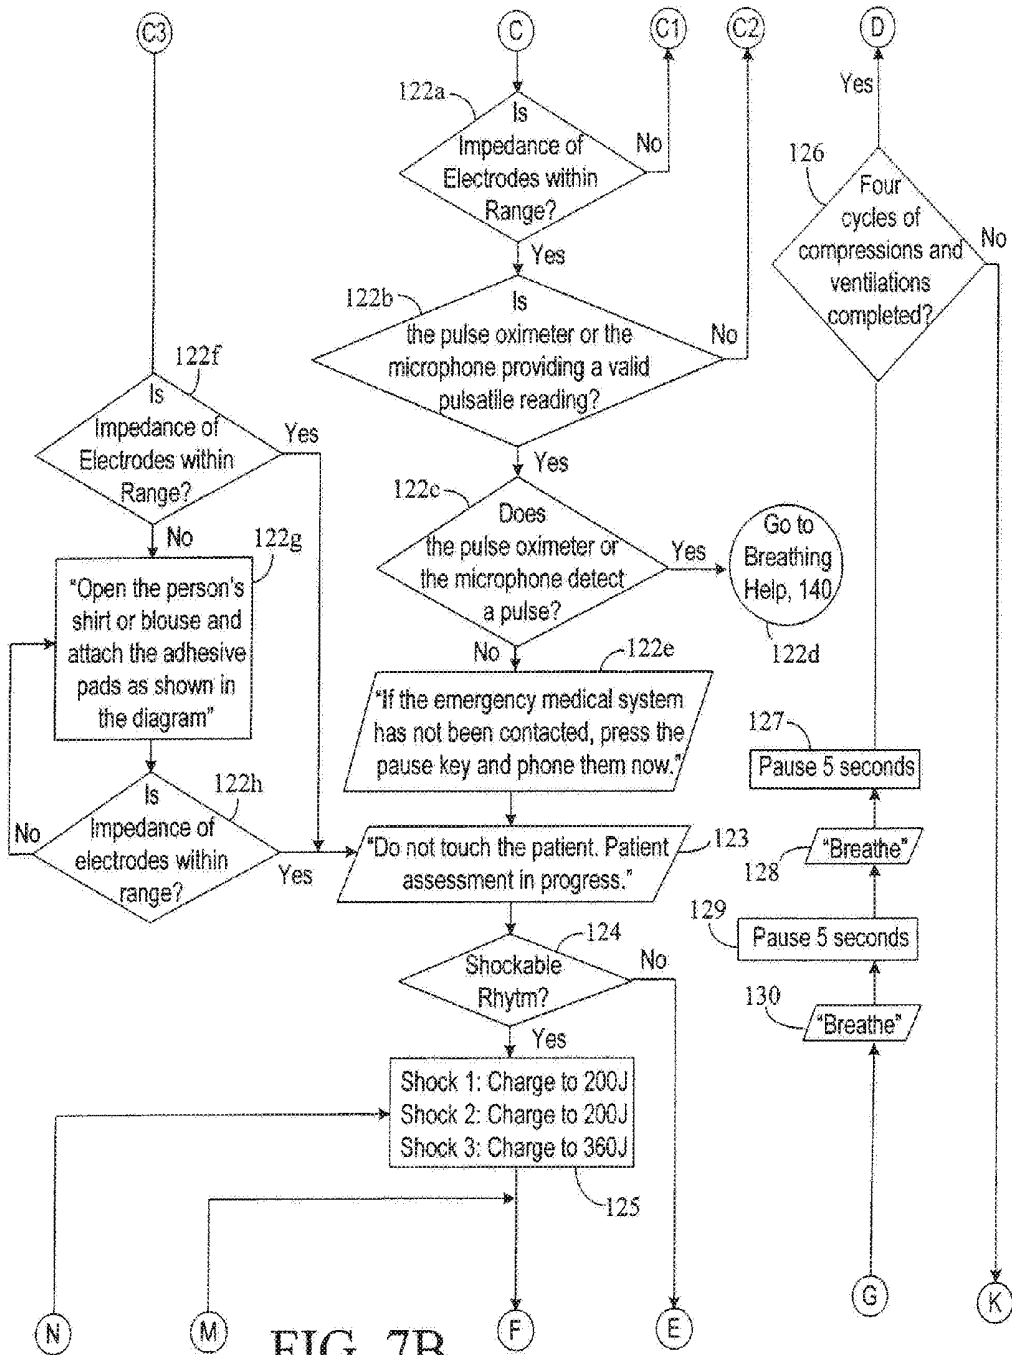 C3
C
C1
C2
D
122a
Is
Impedance of
Electrodes within
Range?
No
Yes
122b
Is
the pulse oximeter or the
microphone providing a valid
pulsatile reading?
No
Yes
122c
Does
the pulse oximeter or
the microphone detect
a pulse?
Yes
Go to
Breathing
Help, 140
122d
No
122e
"If the emergency medical system
has not been contacted, press the
pause key and phone them now."
122f
Is
Impedance of
Electrodes within
Range?
Yes
No
122g
"Open the person's
shirt or blouse and
attach the adhesive
pads as shown in
the diagram"
122h
Is
Impedance of
electrodes within
range?
No
Yes
"Do not touch the patient. Patient
assessment in progress."
123
124
Shockable
Rhytm?
No
Yes
Shock 1: Charge to 200J
Shock 2: Charge to 200J
Shock 3: Charge to 360J
125
Yes
126
Four
cycles of
compressions and
ventilations
completed?
No
127
Pause 5 seconds
"Breathe"
128
129
Pause 5 seconds
130
"Breathe"
N
M
F
E
G
K
FIG. 7B